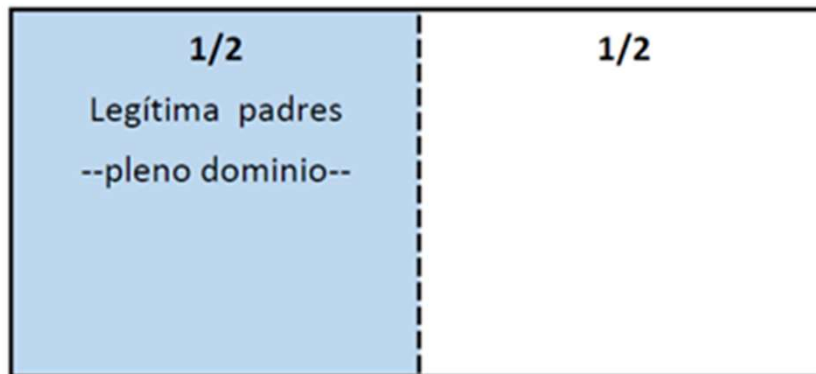 1/2
Legítima padres
--pleno dominio--
1/2